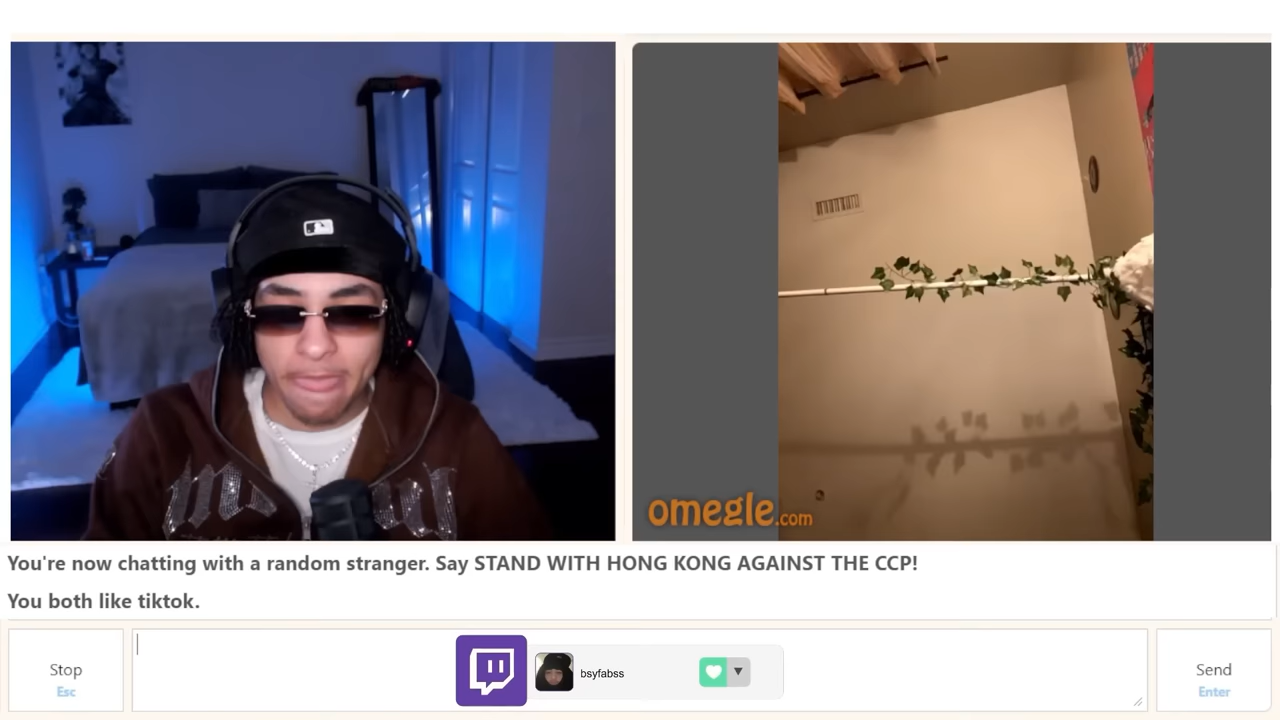 omegle.com
You're now chatting with a random stranger. Say STAND WITH HONG KONG AGAINST THE CCP!
You both like tiktok.
Stop
Esc
bsyfabss
Send
Enter